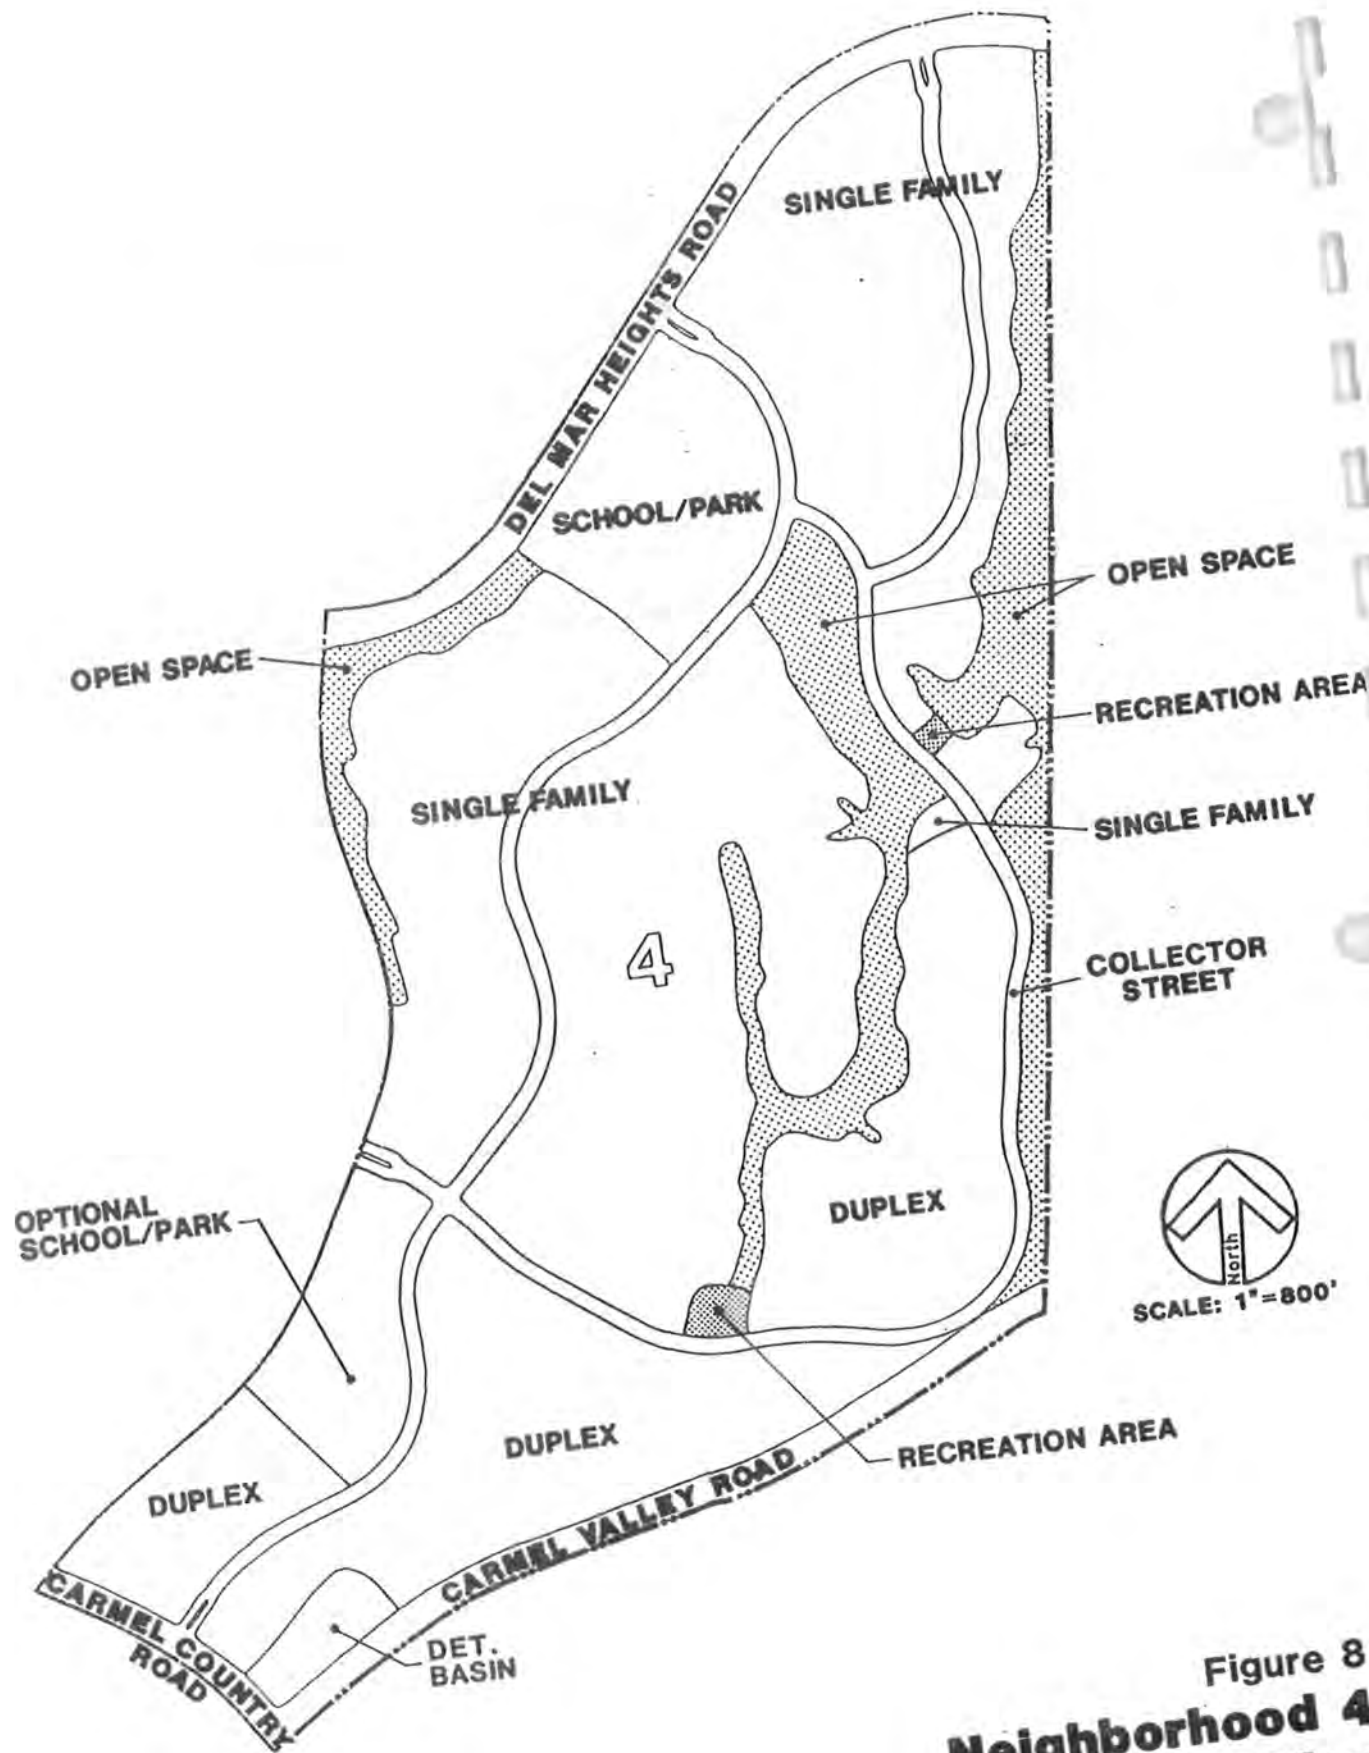 SINGLE FAMILY
DEL MAR HEIGHTS ROAD
SCHOOL/PARK
OPEN SPACE
OPEN SPACE
RECREATION AREA
SINGLE FAMILY
SINGLE FAMILY
4
COLLECTOR
STREET
OPTIONAL
SCHOOL/PARK
DUPLEX
North
SCALE: 1"=800'
DUPLEX
RECREATION AREA
DUPLEX
CARMEL VALLEY ROAD
CARMEL COUNTRY
ROAD
DET.
BASIN
Figure 8
Neighborhood 4